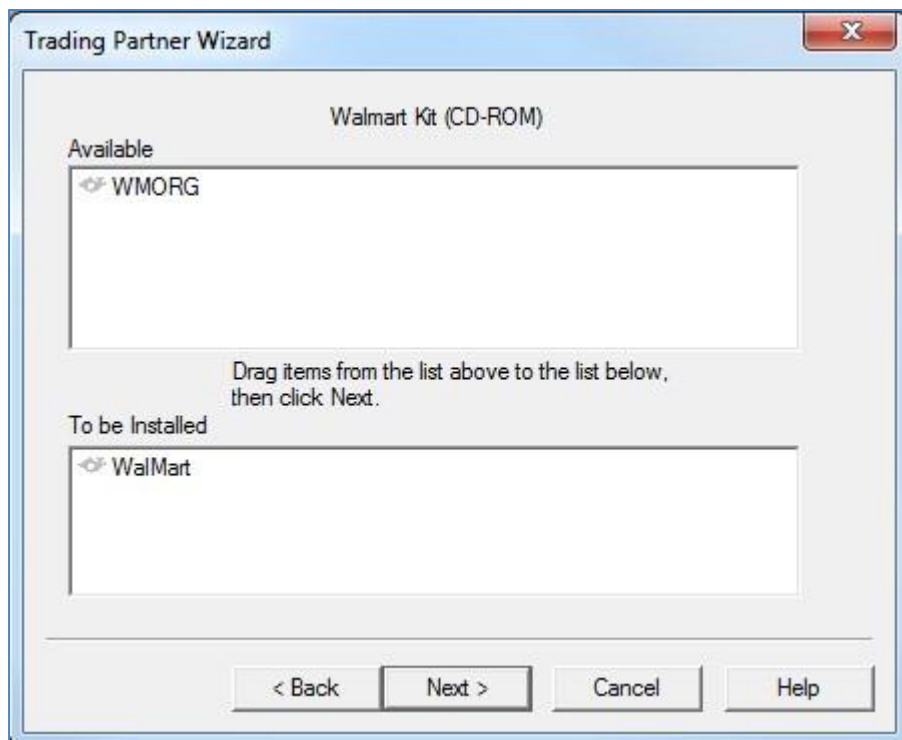 Trading Partner Wizard
X
Walmart Kit (CD-ROM)
Available
WMORG
Drag items from the list above to the list below,
then click Next.
To be Installed
WalMart
< Back
Next >
Cancel
Help